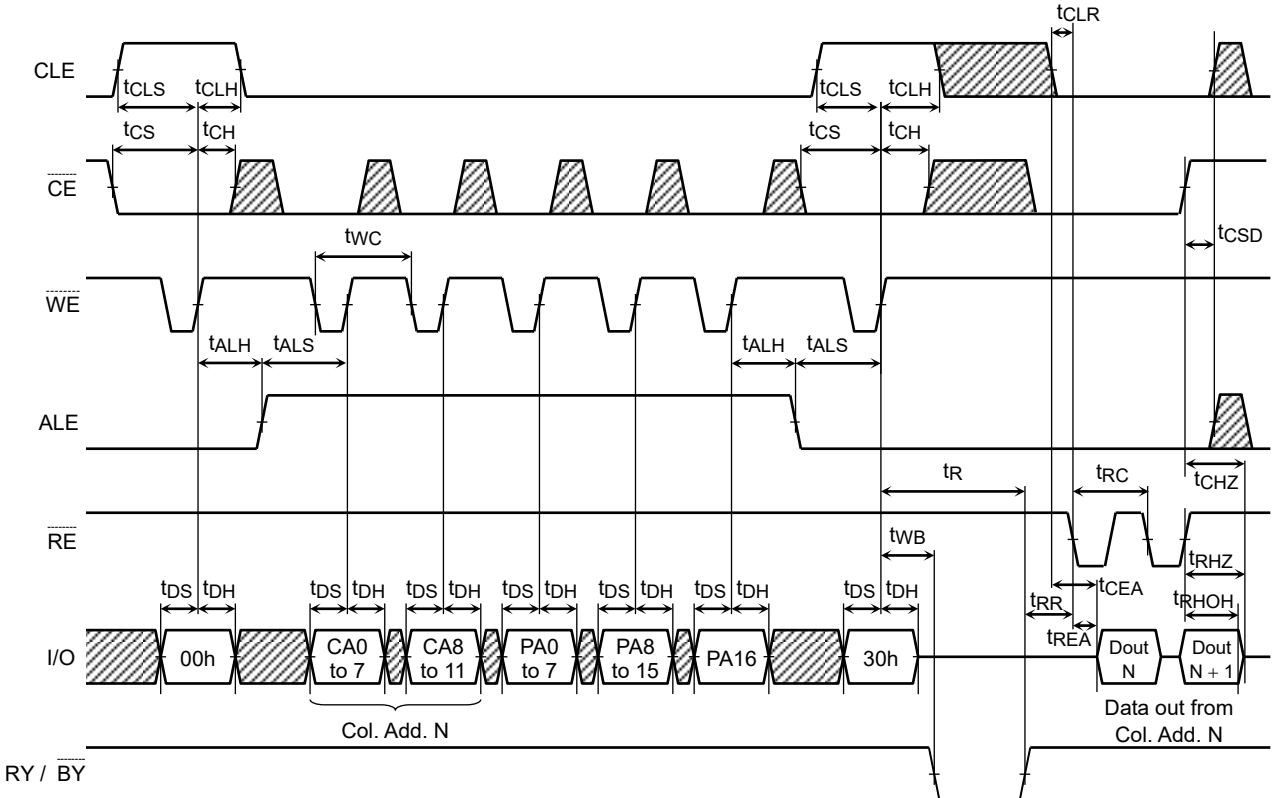 tCLR
CLE
tCLS
tCLH
tCLS
tCLH
tCS
tCH
tCS
tCH
CE
tCSD
tWC
WE
tALH
tALS
tALH
tALS
ALE
tR
tRC
tCHZ
RE
tWB
tRHZ
tDS
tDH
tDS
tDH
tDS
tDH
tDS
tDH
tDS
tDH
tDS
tDH
tDS
tDH
tCEA
tRR
tRHOH
tREA
I/O
00h
CA0
to 7
CA8
to 11
PA0
to 7
PA8
to 15
PA16
30h
Dout
N
Dout
N + 1
Col. Add. N
Data out from
Col. Add. N
RY / BY